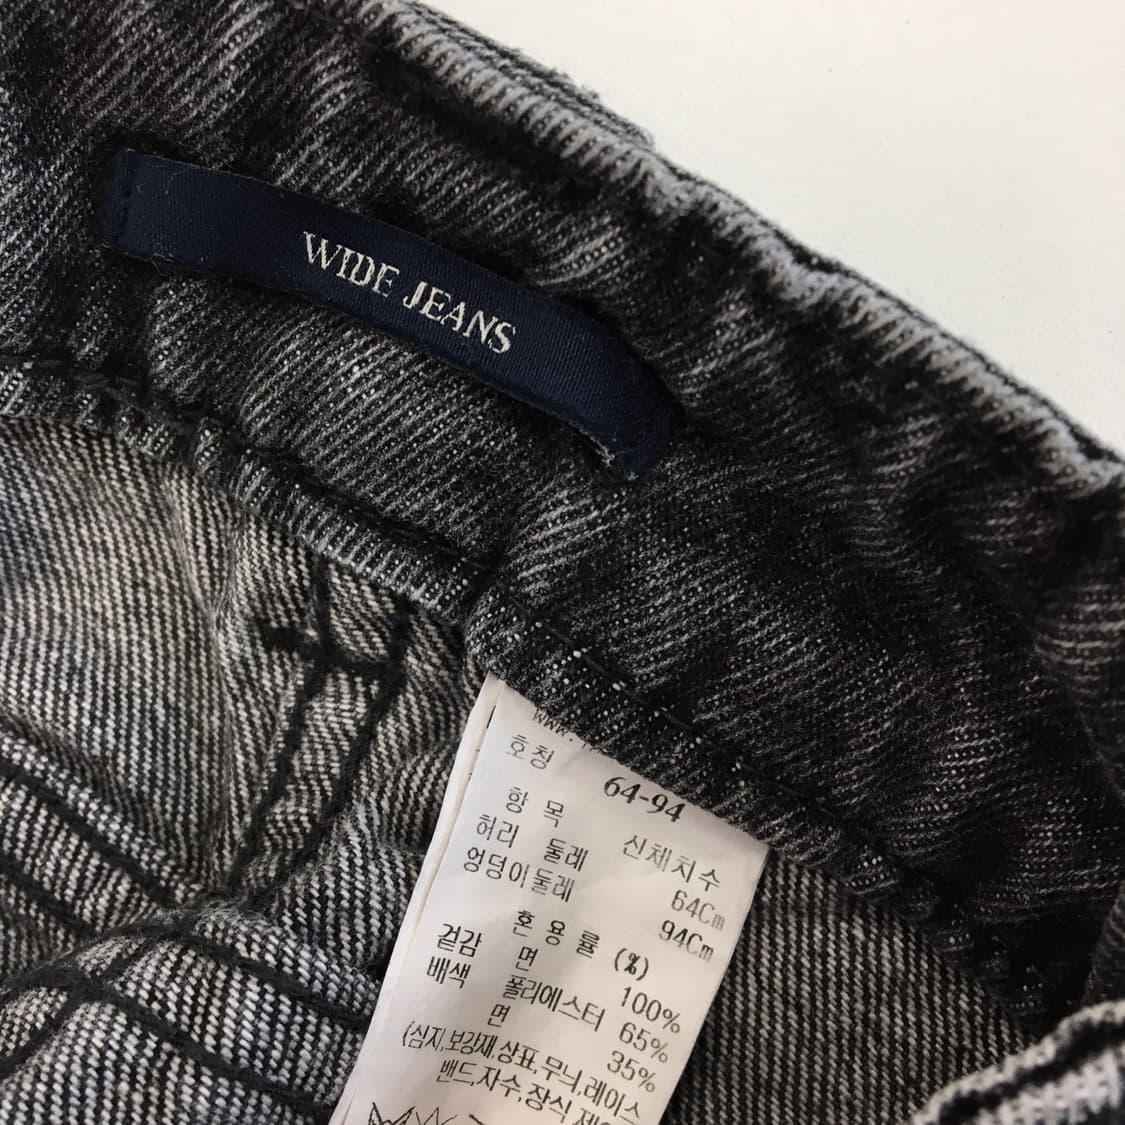 WIDE JEANS
호칭 64-94
항 목 신체치수
허리 둘레 64Cm
엉덩이둘레 94Cm
혼 용 률 (%)
겉감 면 100%
배색 폴리에스터 65%
면 35%
(심지,보강재,상표,무늬,레이스
밴드,자수,장식